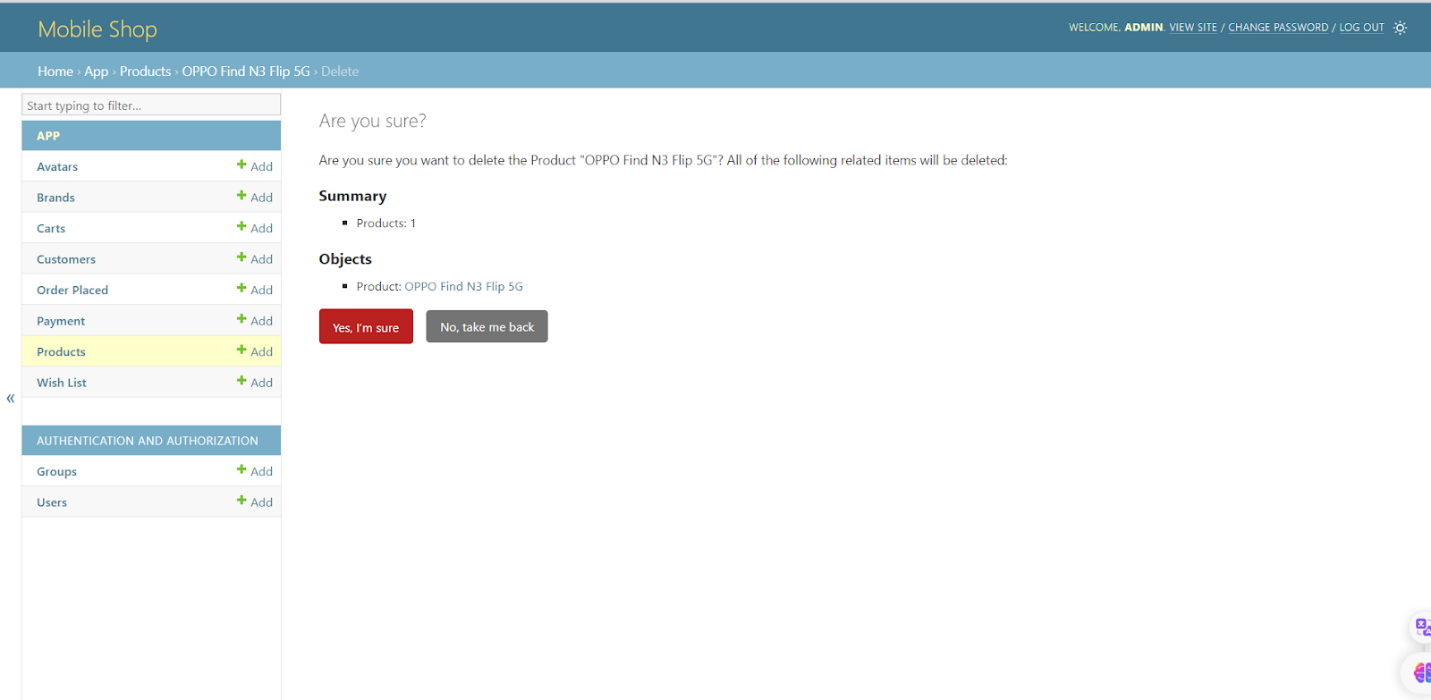 Mobile Shop
WELCOME, ADMIN. VIEW SITE / CHANGE PASSWORD / LOG OUT
Home › App › Products › OPPO Find N3 Flip 5G › Delete
Start typing to filter...
APP
Avatars + Add
Brands + Add
Carts + Add
Customers + Add
Order Placed + Add
Payment + Add
Products + Add
Wish List + Add
«
AUTHENTICATION AND AUTHORIZATION
Groups + Add
Users + Add
Are you sure?
Are you sure you want to delete the Product "OPPO Find N3 Flip 5G"? All of the following related items will be deleted:
Summary
Products: 1
Objects
Product: OPPO Find N3 Flip 5G
Yes, I'm sure No, take me back